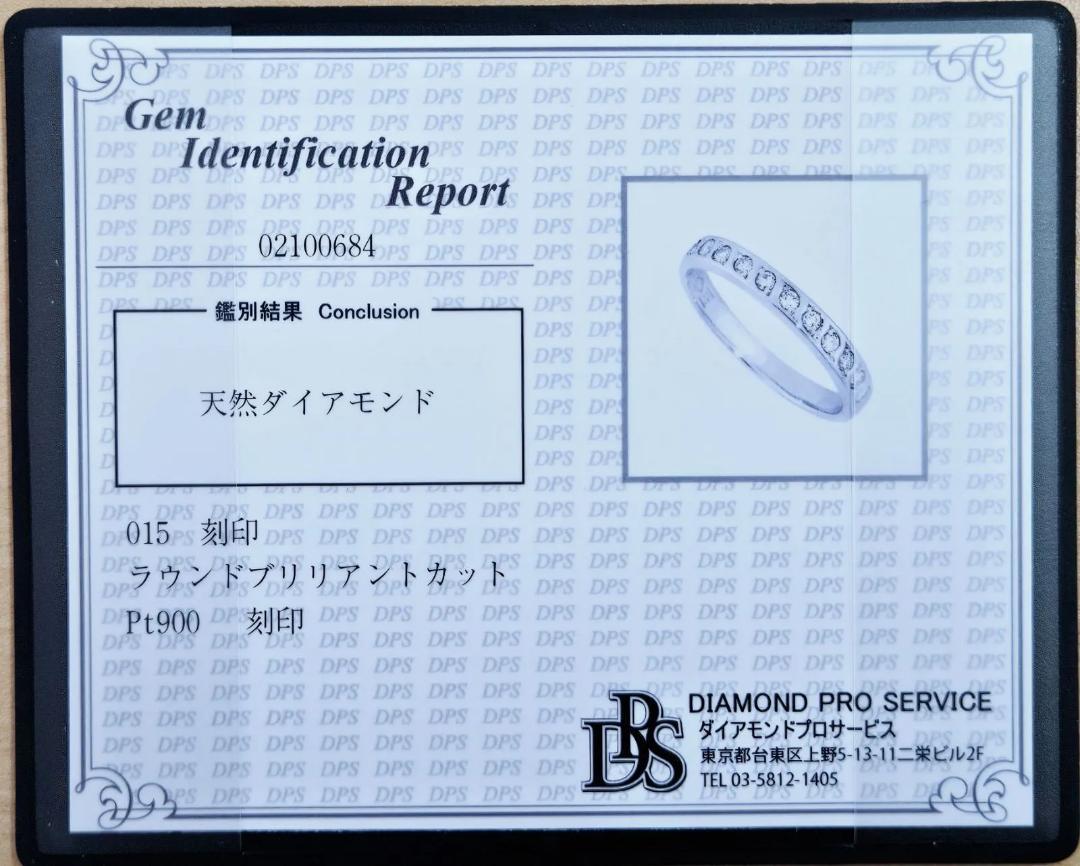 Gem
Identification
Report
02100684
鑑別結果 Conclusion
天然ダイアモンド
015 刻印
ラウンドブリリアントカット
Pt900 刻印
DPS
DIAMOND PRO SERVICE
ダイアモンドプロサービス
東京都台東区上野5-13-11二栄ビル2F
TEL 03-5812-1405